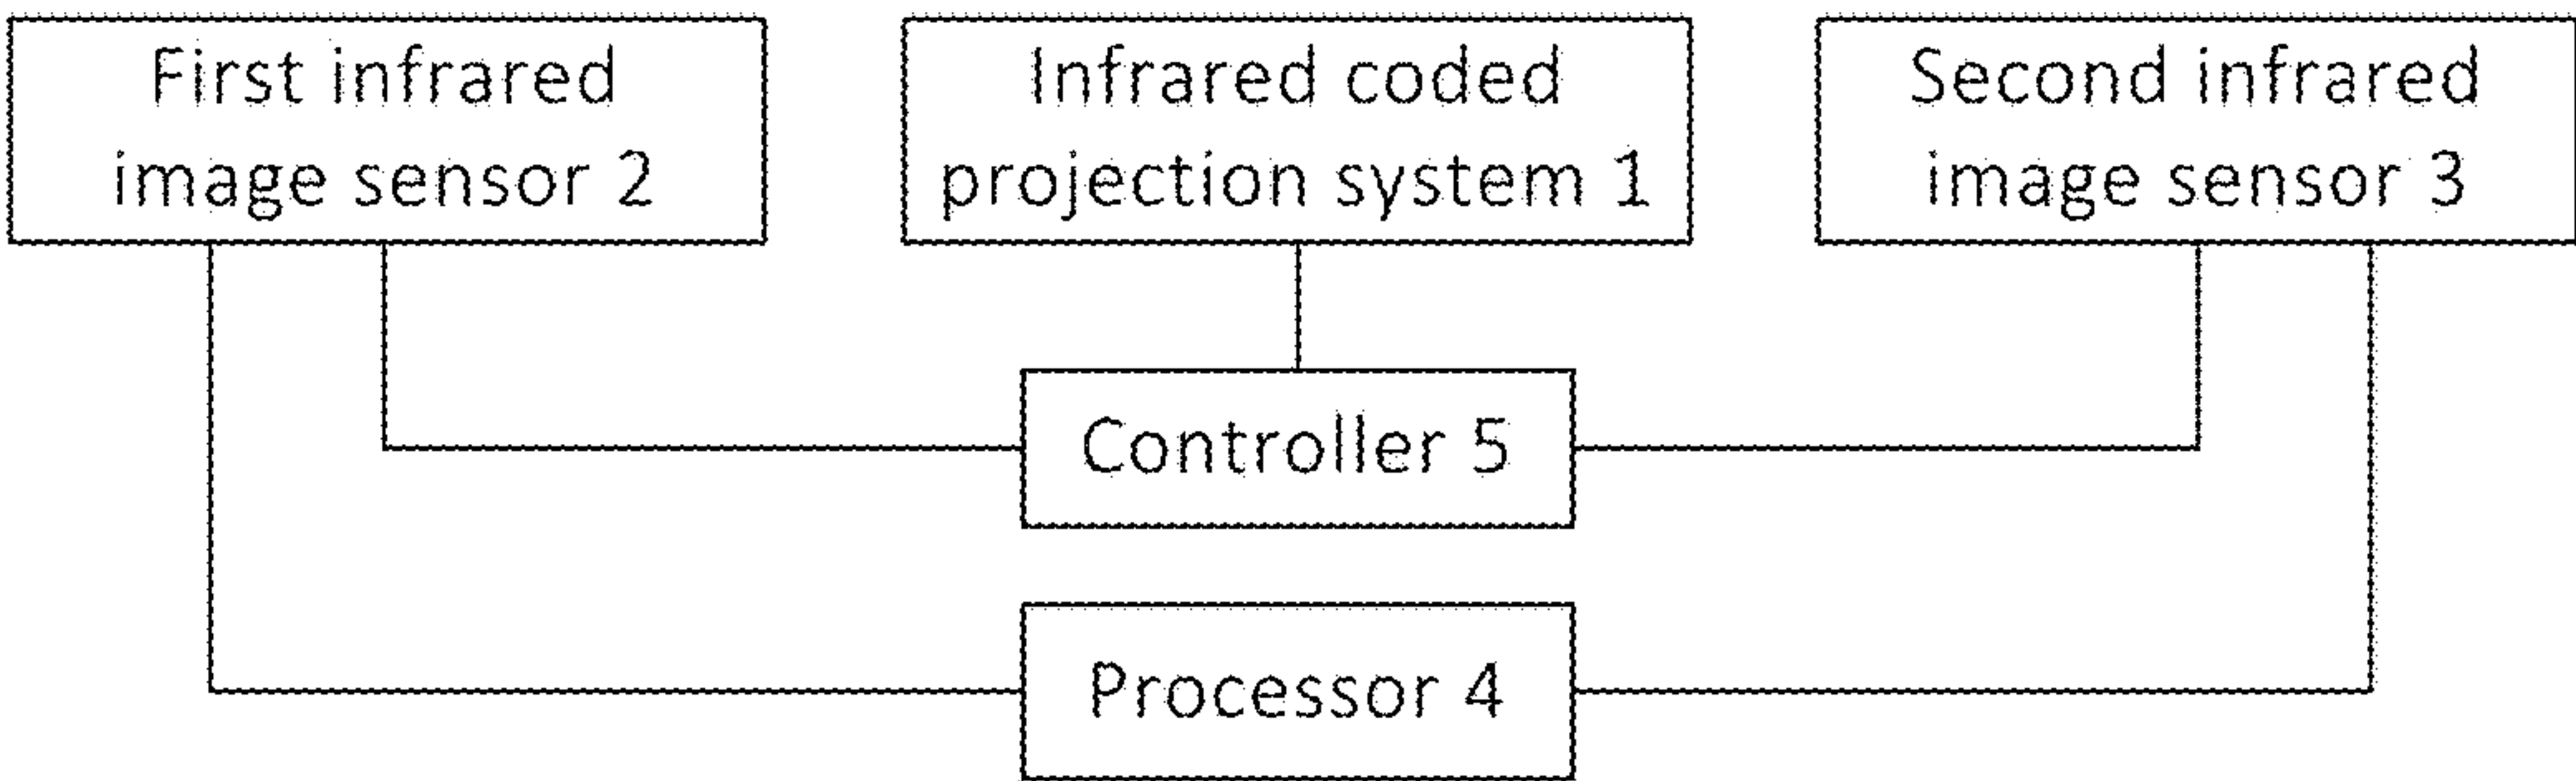 First infrared
image sensor 2
Infrared coded
projection system 1
Second infrared
image sensor 3
Controller 5
Processor 4